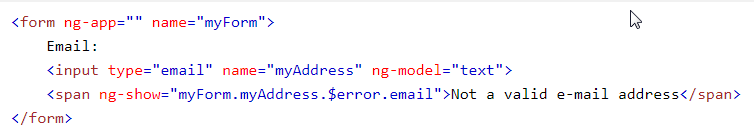 <form ng-app="" name="myForm">
    Email:
    <input type="email" name="myAddress" ng-model="text">
    <span ng-show="myForm.myAddress.$error.email">Not a valid e-mail address</span>
</form>